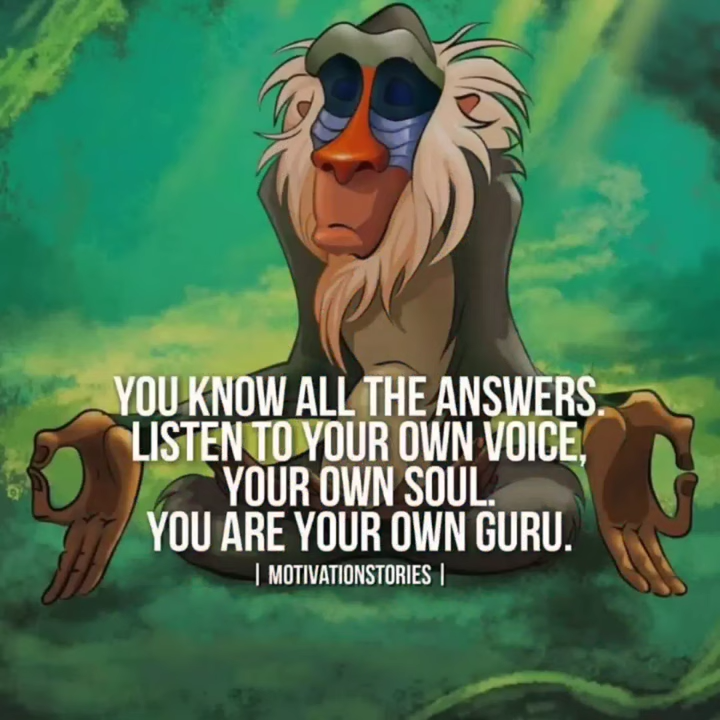 YOU KNOW ALL THE ANSWERS.
LISTEN TO YOUR OWN VOICE,
YOUR OWN SOUL.
YOU ARE YOUR OWN GURU.
| MOTIVATIONSTORIES |